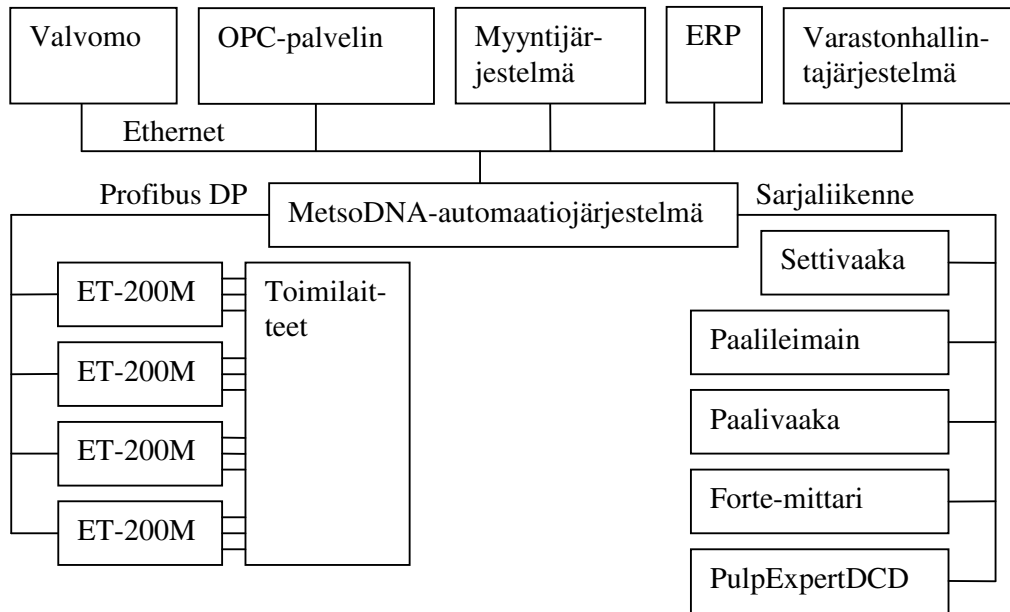 Valvomo
OPC-palvelin
Myyntijär-
jestelmä
ERP
Varastonhallin-
tajärjestelmä
Ethernet
Profibus DP
MetsoDNA-automaatiojärjestelmä
Sarjaliikenne
ET-200M
Toimilait-
teet
Settivaaka
ET-200M
Paalileimain
ET-200M
Paalivaaka
ET-200M
Forte-mittari
PulpExpertDCD